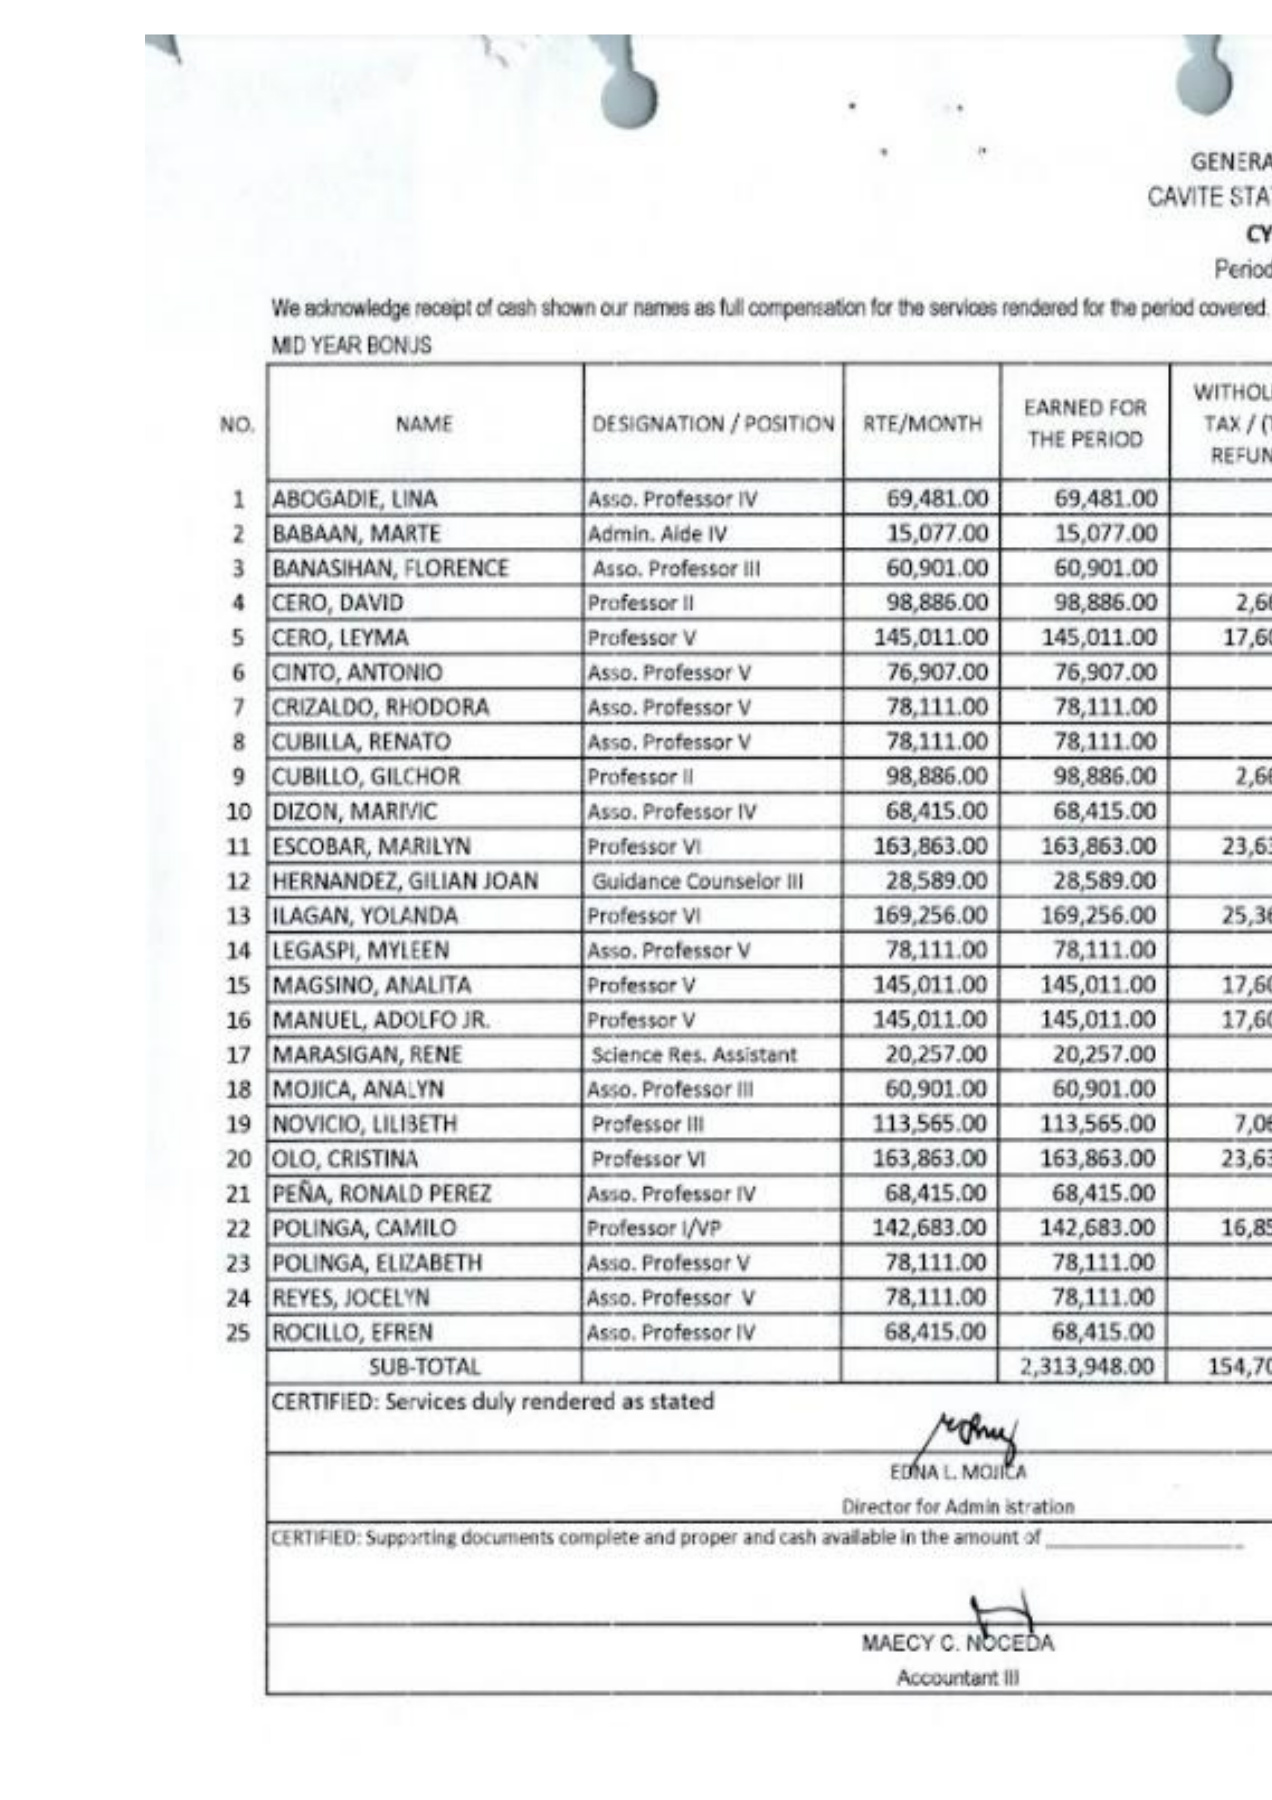 GENERA
CAVITE STA
CY
Period
We acknowledge receipt of cash shown our names as full compensation for the services rendered for the period covered.
MID YEAR BONUS
NO. NAME DESIGNATION / POSITION RTE/MONTH EARNED FOR THE PERIOD WITHOL TAX / (T REFUN
1 ABOGADIE, LINA Asso. Professor IV 69,481.00 69,481.00
2 BABAAN, MARTE Admin. Aide IV 15,077.00 15,077.00
3 BANASIHAN, FLORENCE Asso. Professor III 60,901.00 60,901.00
4 CERO, DAVID Professor II 98,886.00 98,886.00 2,66
5 CERO, LEYMA Professor V 145,011.00 145,011.00 17,60
6 CINTO, ANTONIO Asso. Professor V 76,907.00 76,907.00
7 CRIZALDO, RHODORA Asso. Professor V 78,111.00 78,111.00
8 CUBILLA, RENATO Asso. Professor V 78,111.00 78,111.00
9 CUBILLO, GILCHOR Professor II 98,886.00 98,886.00 2,66
10 DIZON, MARIVIC Asso. Professor IV 68,415.00 68,415.00
11 ESCOBAR, MARILYN Professor VI 163,863.00 163,863.00 23,63
12 HERNANDEZ, GILIAN JOAN Guidance Counselor III 28,589.00 28,589.00
13 ILAGAN, YOLANDA Professor VI 169,256.00 169,256.00 25,36
14 LEGASPI, MYLEEN Asso. Professor V 78,111.00 78,111.00
15 MAGSINO, ANALITA Professor V 145,011.00 145,011.00 17,60
16 MANUEL, ADOLFO JR. Professor V 145,011.00 145,011.00 17,60
17 MARASIGAN, RENE Science Res. Assistant 20,257.00 20,257.00
18 MOJICA, ANALYN Asso. Professor III 60,901.00 60,901.00
19 NOVICIO, LILIBETH Professor III 113,565.00 113,565.00 7,06
20 OLO, CRISTINA Professor VI 163,863.00 163,863.00 23,63
21 PEÑA, RONALD PEREZ Asso. Professor IV 68,415.00 68,415.00
22 POLINGA, CAMILO Professor I/VP 142,683.00 142,683.00 16,85
23 POLINGA, ELIZABETH Asso. Professor V 78,111.00 78,111.00
24 REYES, JOCELYN Asso. Professor V 78,111.00 78,111.00
25 ROCILLO, EFREN Asso. Professor IV 68,415.00 68,415.00
SUB-TOTAL 2,313,948.00 154,70
CERTIFIED: Services duly rendered as stated
EDNA L. MOJICA
Director for Admin istration
CERTIFIED: Supporting documents complete and proper and cash available in the amount of
MAECY C. NOCEDA
Accountant III